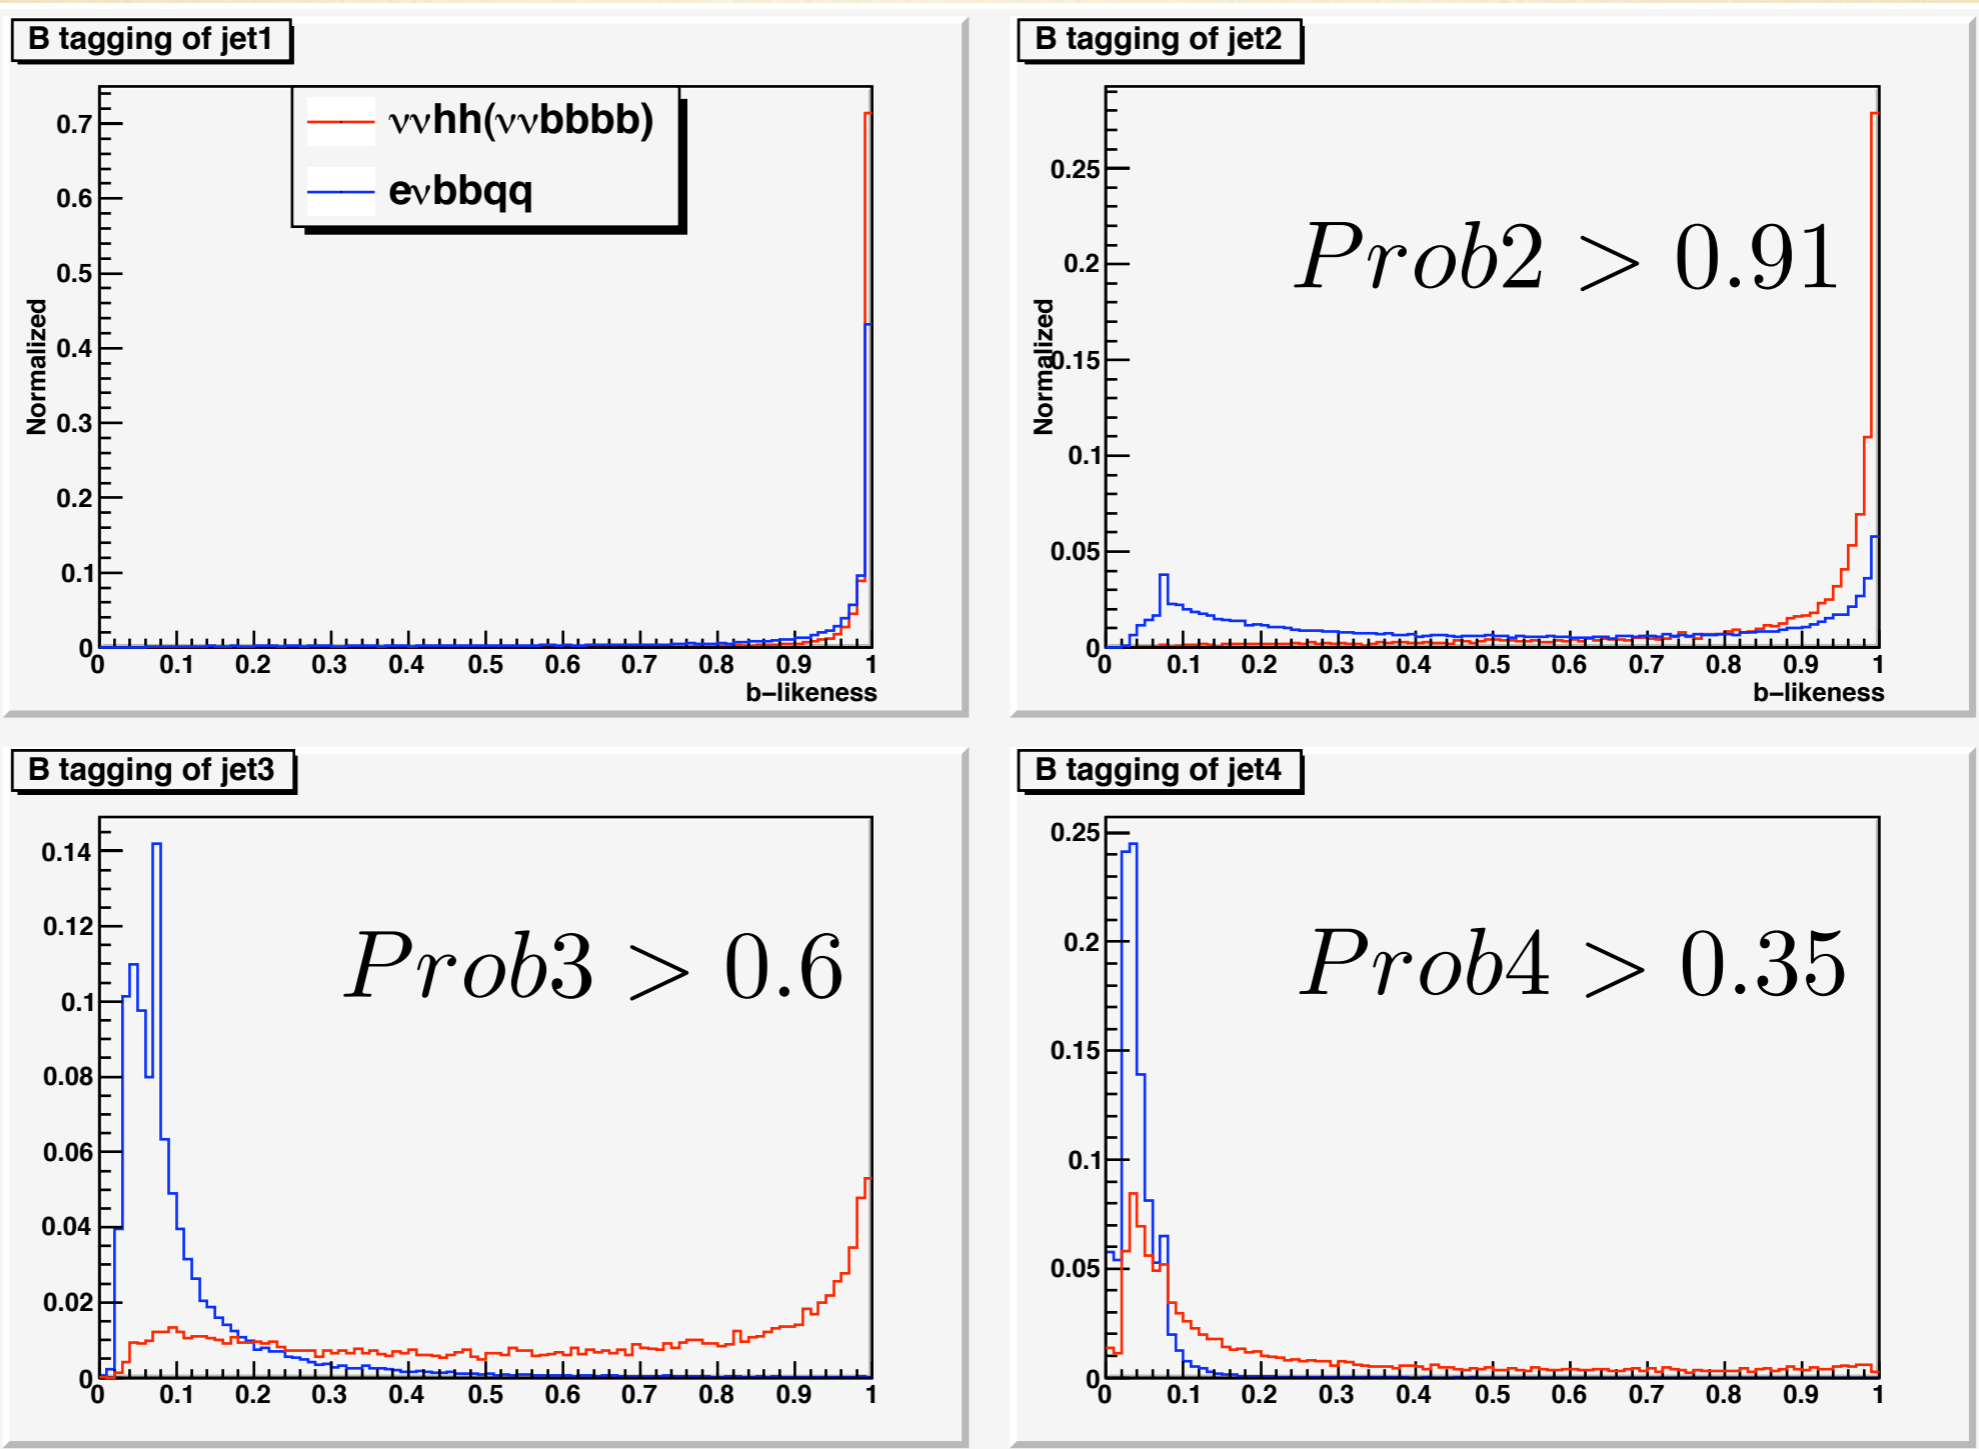 B tagging of jet1
ννhh(ννbbbb)
eνbbqq
Normalized
0.7
0.6
0.5
0.4
0.3
0.2
0.1
0
0 0.1 0.2 0.3 0.4 0.5 0.6 0.7 0.8 0.9 1
b-likeness
B tagging of jet2
Prob2 > 0.91
Normalized
0.25
0.2
0.15
0.1
0.05
0
0 0.1 0.2 0.3 0.4 0.5 0.6 0.7 0.8 0.9 1
b-likeness
B tagging of jet3
Prob3 > 0.6
0.14
0.12
0.1
0.08
0.06
0.04
0.02
0
0 0.1 0.2 0.3 0.4 0.5 0.6 0.7 0.8 0.9 1
B tagging of jet4
Prob4 > 0.35
0.25
0.2
0.15
0.1
0.05
0
0 0.1 0.2 0.3 0.4 0.5 0.6 0.7 0.8 0.9 1